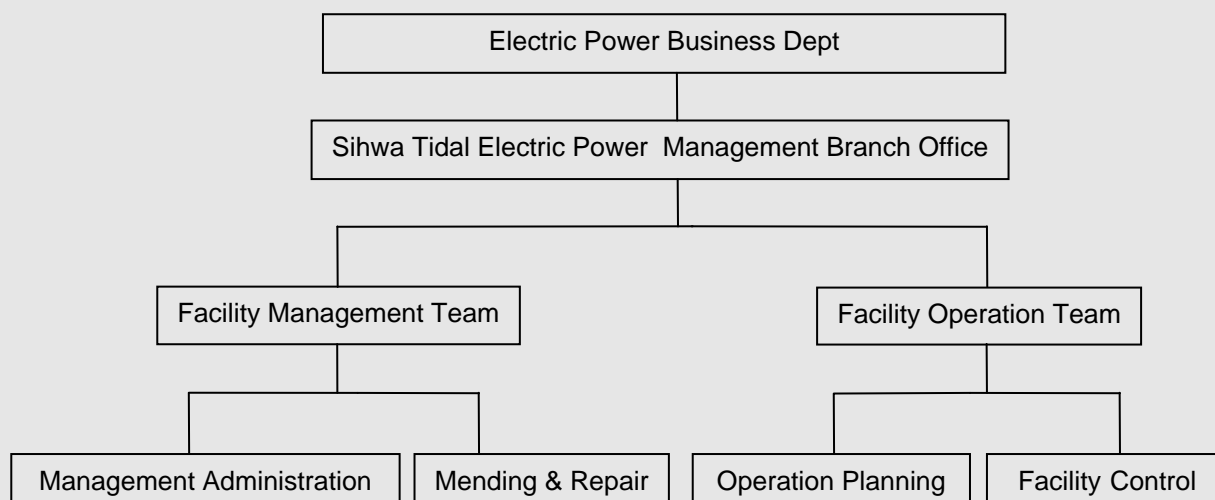 Electric Power Business Dept
Sihwa Tidal Electric Power Management Branch Office
Facility Management Team
Facility Operation Team
Management Administration
Mending & Repair
Operation Planning
Facility Control